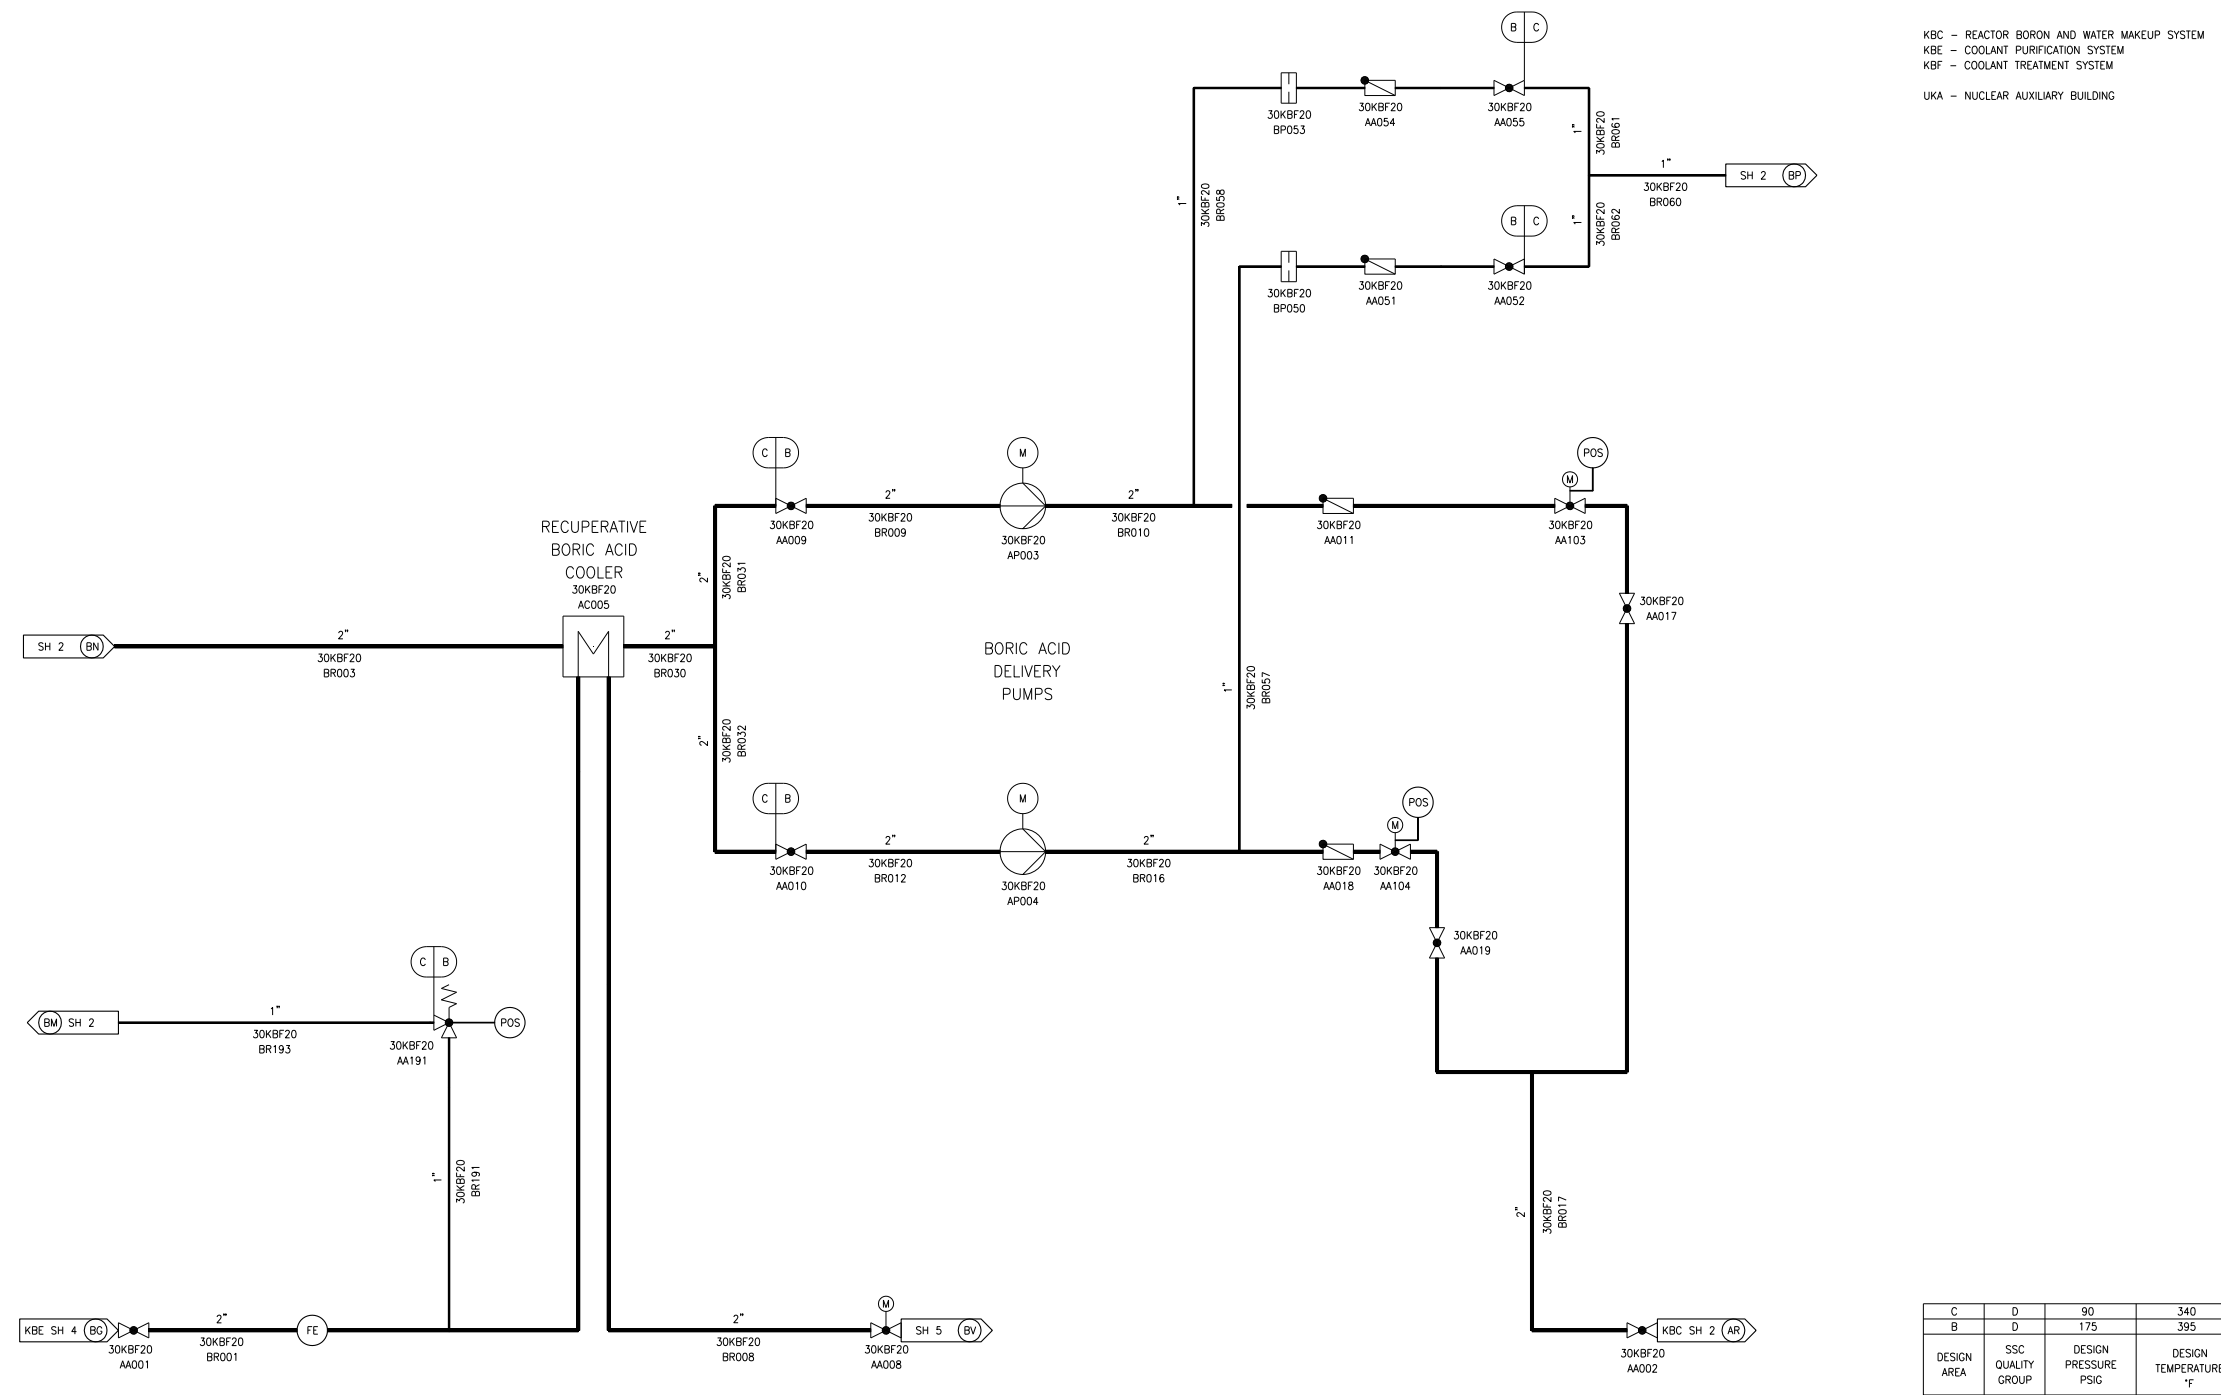 B C
KBC – REACTOR BORON AND WATER MAKEUP SYSTEM
KBE – COOLANT PURIFICATION SYSTEM
KBF – COOLANT TREATMENT SYSTEM
UKA – NUCLEAR AUXILIARY BUILDING
30KBF20
BP053
30KBF20
AA054
30KBF20
AA055
1"
30KBF20
BR061
1"
30KBF20
BR060
SH 2 BP
1"
30KBF20
BR058
B C
1"
30KBF20
BR062
30KBF20
BP050
30KBF20
AA051
30KBF20
AA052
C B
M
POS
M
2"
30KBF20
BR009
2"
30KBF20
BR010
30KBF20
AA009
30KBF20
AP003
30KBF20
AA011
30KBF20
AA103
RECUPERATIVE
BORIC ACID
COOLER
30KBF20
AC005
2"
30KBF20
BR031
30KBF20
AA017
SH 2 BN
2"
30KBF20
BR003
2"
30KBF20
BR030
BORIC ACID
DELIVERY
PUMPS
1"
30KBF20
BR057
2"
30KBF20
BR032
C B
M
POS
M
2"
30KBF20
BR012
2"
30KBF20
BR016
30KBF20
AA010
30KBF20
AP004
30KBF20
AA018
30KBF20
AA104
30KBF20
AA019
C B
BM SH 2
1"
30KBF20
BR193
POS
30KBF20
AA191
1"
30KBF20
BR191
2"
30KBF20
BR017
KBE SH 4 BG
30KBF20
AA001
2"
30KBF20
BR001
FE
2"
30KBF20
BR008
M
30KBF20
AA008
SH 5 BV
30KBF20
AA002
KBC SH 2 AR
C D 90 340
B D 175 395
DESIGN
AREA
SSC
QUALITY
GROUP
DESIGN
PRESSURE
PSIG
DESIGN
TEMPERATURE
°F